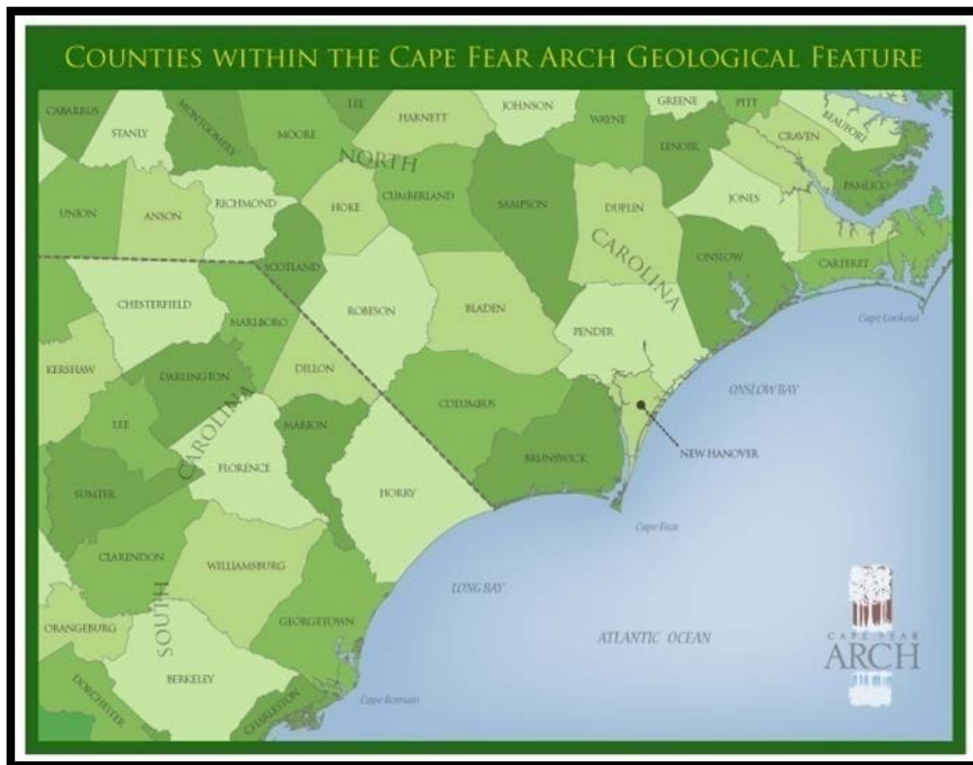 COUNTIES WITHIN THE CAPE FEAR ARCH GEOLOGICAL FEATURE
CABARRUS
STANLY
MONTGOMERY
MOORE
LEE
HARNETT
JOHNSON
WAYNE
GREENE
PITT
BEAUFORT
CRAVEN
LENOIR
PAMLICO
NORTH
CAROLINA
UNION
ANSON
RICHMOND
HOKE
CUMBERLAND
SAMPSON
DUPLIN
JONES
ONSLOW
CARTERET
SCOTLAND
CHESTERFIELD
MARLBORO
ROBESON
BLADEN
PENDER
Cape Lookout
KERSHAW
DARLINGTON
DILLON
ONSLOW BAY
LEE
COLUMBUS
MARION
BRUNSWICK
NEW HANOVER
SOUTH
CAROLINA
FLORENCE
SUMTER
HORRY
Cape Fear
CLARENDON
WILLIAMSBURG
LONG BAY
GEORGETOWN
ORANGEBURG
ATLANTIC OCEAN
BERKELEY
DORCHESTER
CHARLESTON
Cape Romain
CAPE FEAR
ARCH